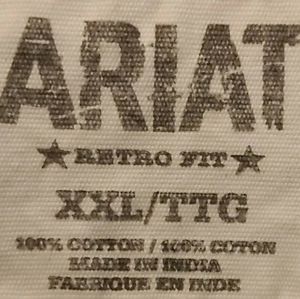 ARIAT
★ RETRO FIT ★
XXL/TTG
100% COTTON / 100% COTON
MADE IN INDIA
FABRIQUE EN INDE